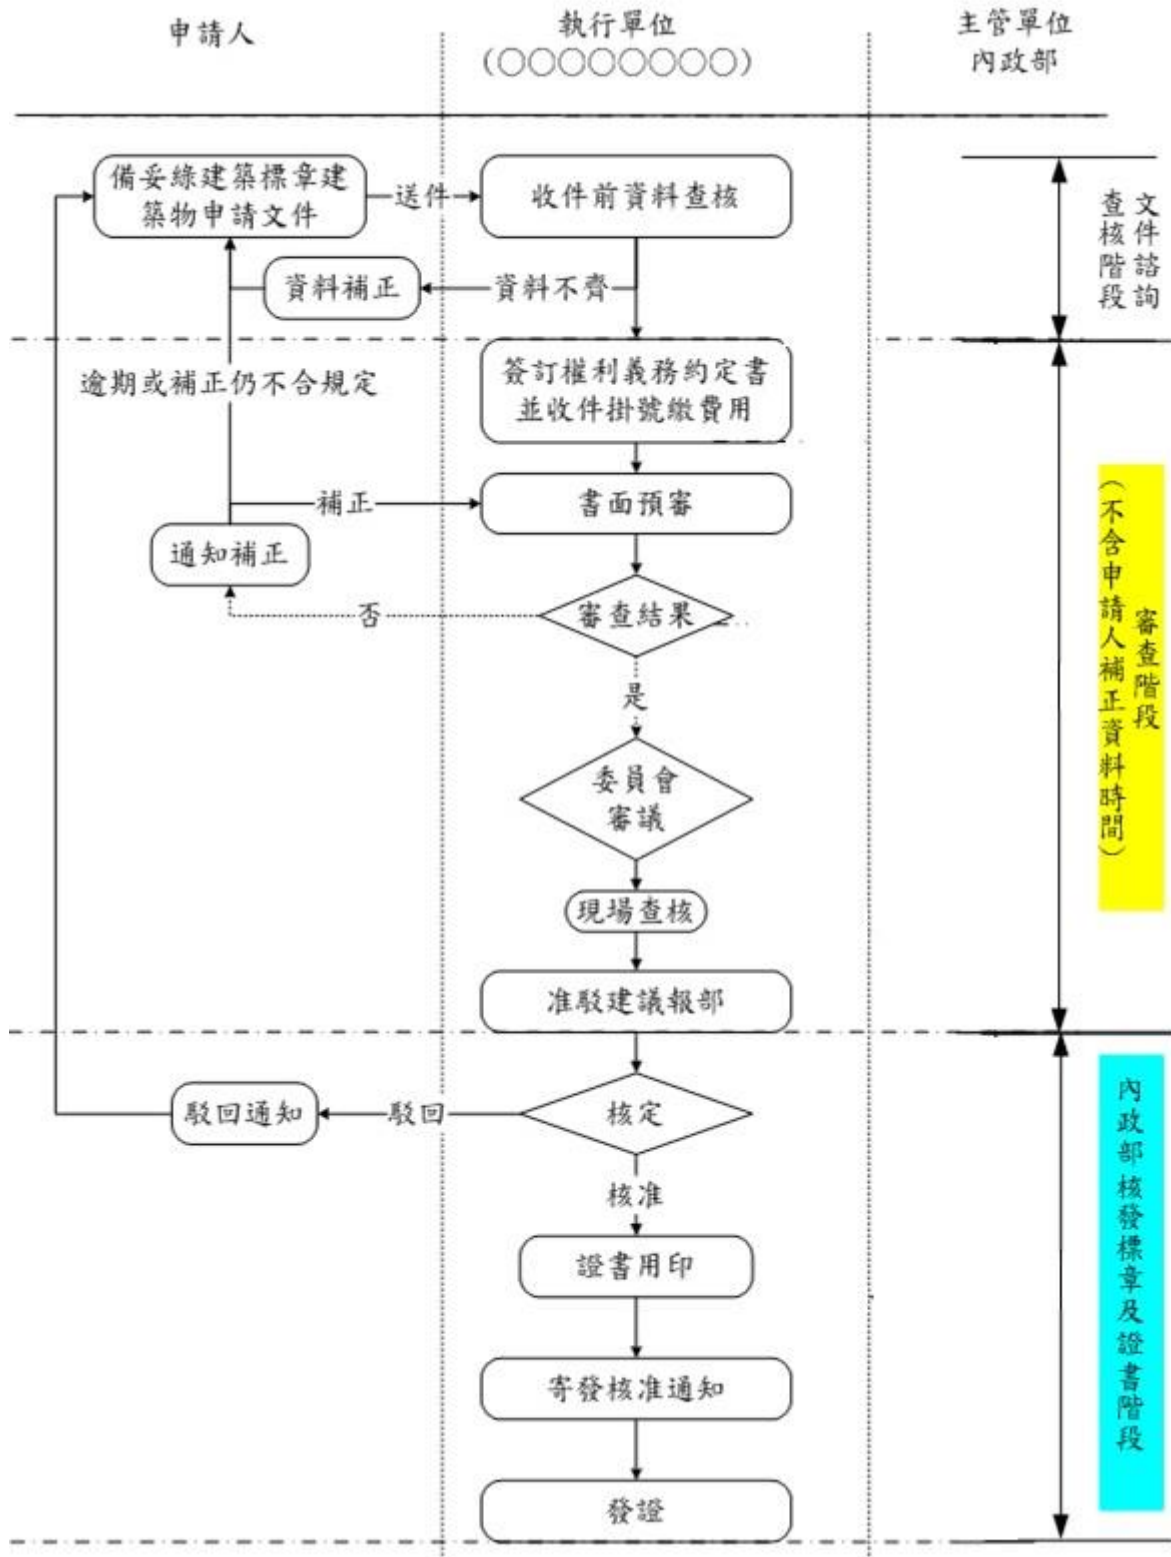 申請人
執行單位
(○○○○○○○○)
主管單位
內政部
備妥綠建築標章建
築物申請文件
送件
收件前資料查核
文件諮詢
查核階段
資料補正
資料不齊
簽訂權利義務約定書
並收件掛號繳費用
逾期或補正仍不合規定
補正
書面預審
通知補正
否
審查結果
是
審查階段
(不含申請人補正資料時間)
委員會
審議
現場查核
准駁建議報部
駁回通知
駁回
核定
核准
內政部核發標章及證書階段
證書用印
寄發核准通知
發證